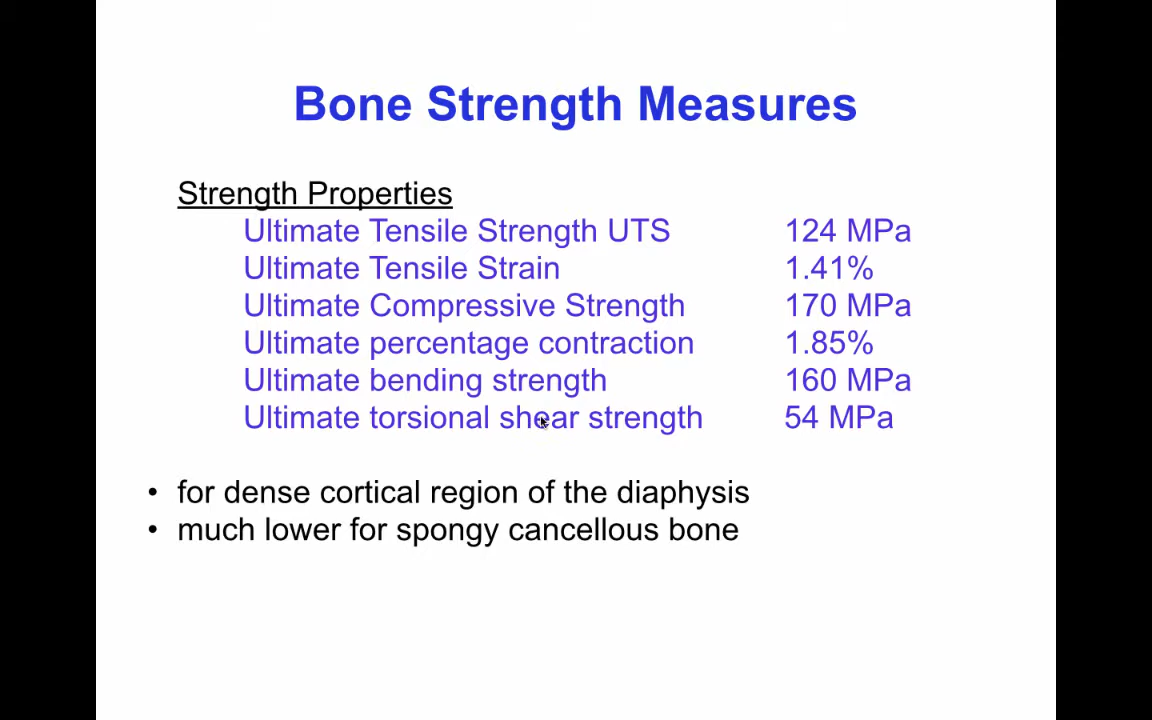 Bone Strength Measures
Strength Properties
Ultimate Tensile Strength UTS 124 MPa
Ultimate Tensile Strain 1.41%
Ultimate Compressive Strength 170 MPa
Ultimate percentage contraction 1.85%
Ultimate bending strength 160 MPa
Ultimate torsional shear strength 54 MPa
• for dense cortical region of the diaphysis
• much lower for spongy cancellous bone